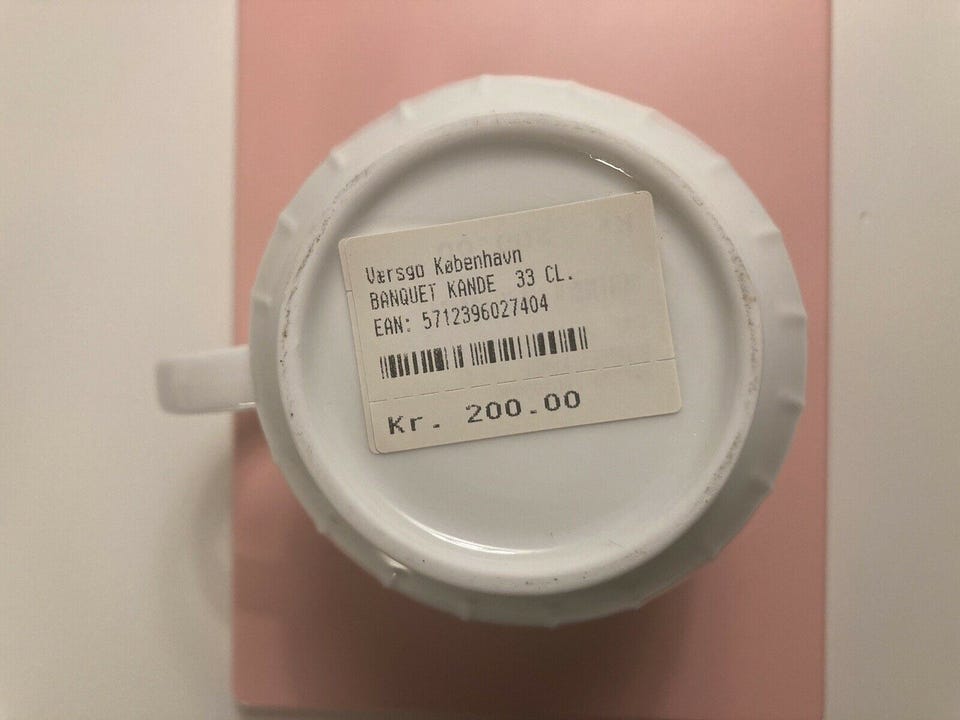 Værsgo København
BANQUET KANDE 33 CL.
EAN: 5712396027404
Kr. 200.00